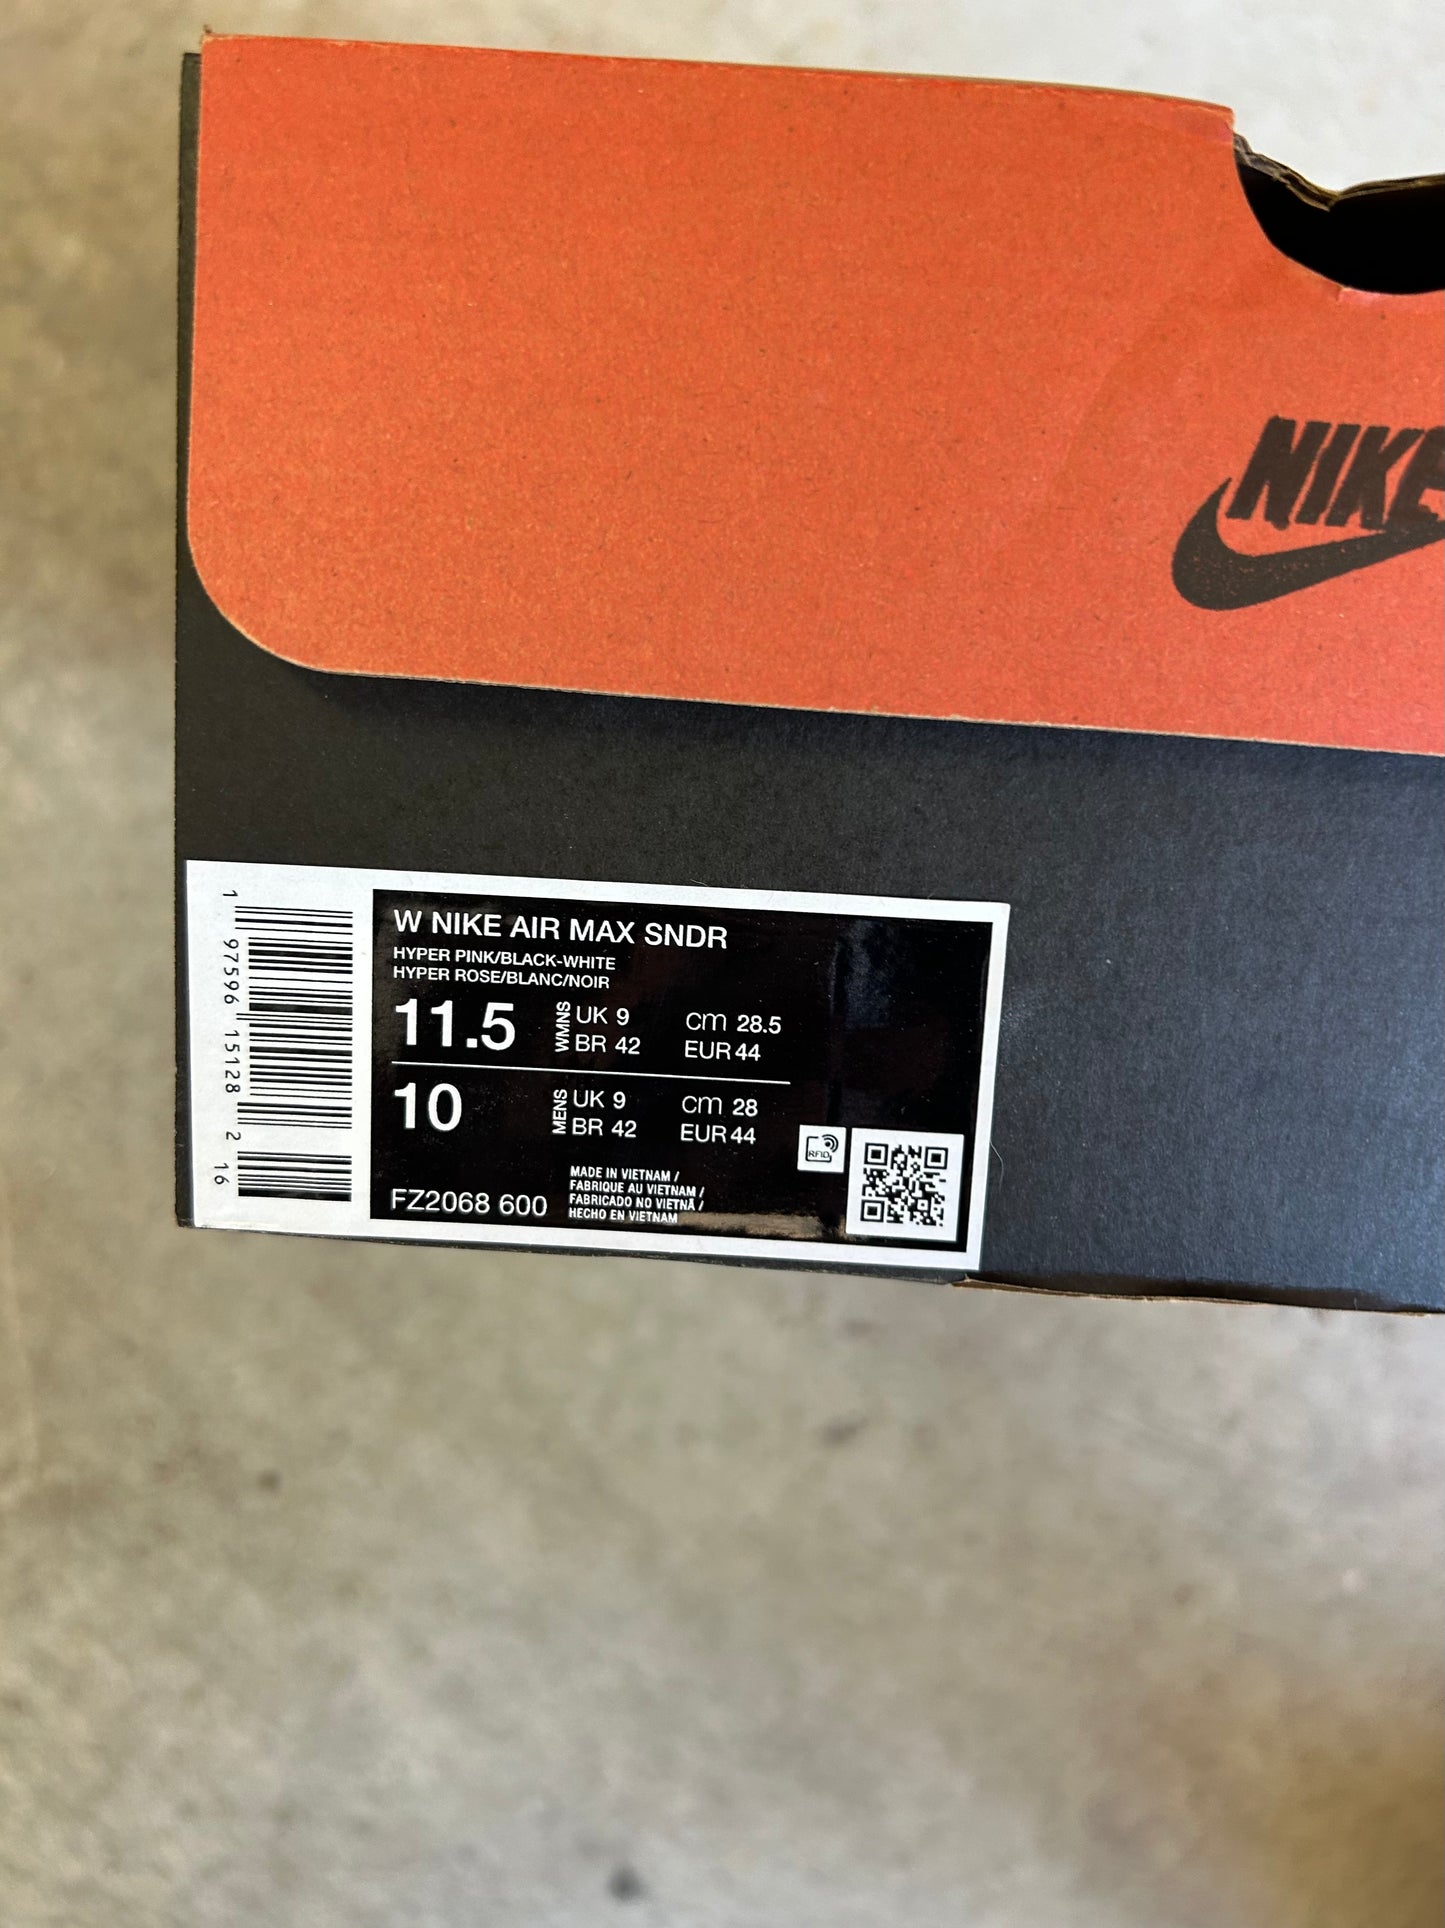 NIKE
W NIKE AIR MAX SNDR
HYPER PINK/BLACK-WHITE
HYPER ROSE/BLANC/NOIR
11.5 WMNS UK 9 cm 28.5
BR 42 EUR 44
10 MENS UK 9 cm 28
BR 42 EUR 44
FZ2068 600
MADE IN VIETNAM /
FABRIQUE AU VIETNAM /
FABRICADO NO VIETNÃ /
HECHO EN VIETNAM
RFID
1 97596 15128 2 16